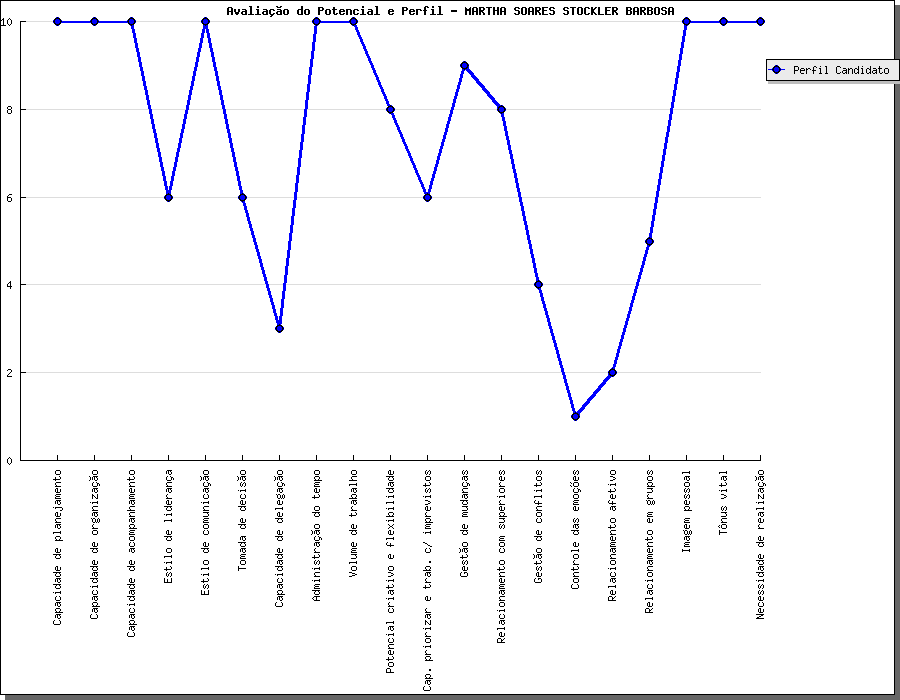 Avaliação do Potencial e Perfil - MARTHA SOARES STOCKLER BARBOSA
Perfil Candidato
10
8
6
4
2
0
Capacidade de planejamento
Capacidade de organização
Capacidade de acompanhamento
Estilo de liderança
Estilo de comunicação
Tomada de decisão
Capacidade de delegação
Administração do tempo
Volume de trabalho
Potencial criativo e flexibilidade
Cap. priorizar e trab. c/ imprevistos
Gestão de mudanças
Relacionamento com superiores
Gestão de conflitos
Controle das emoções
Relacionamento afetivo
Relacionamento em grupos
Imagem pessoal
Tônus vital
Necessidade de realização